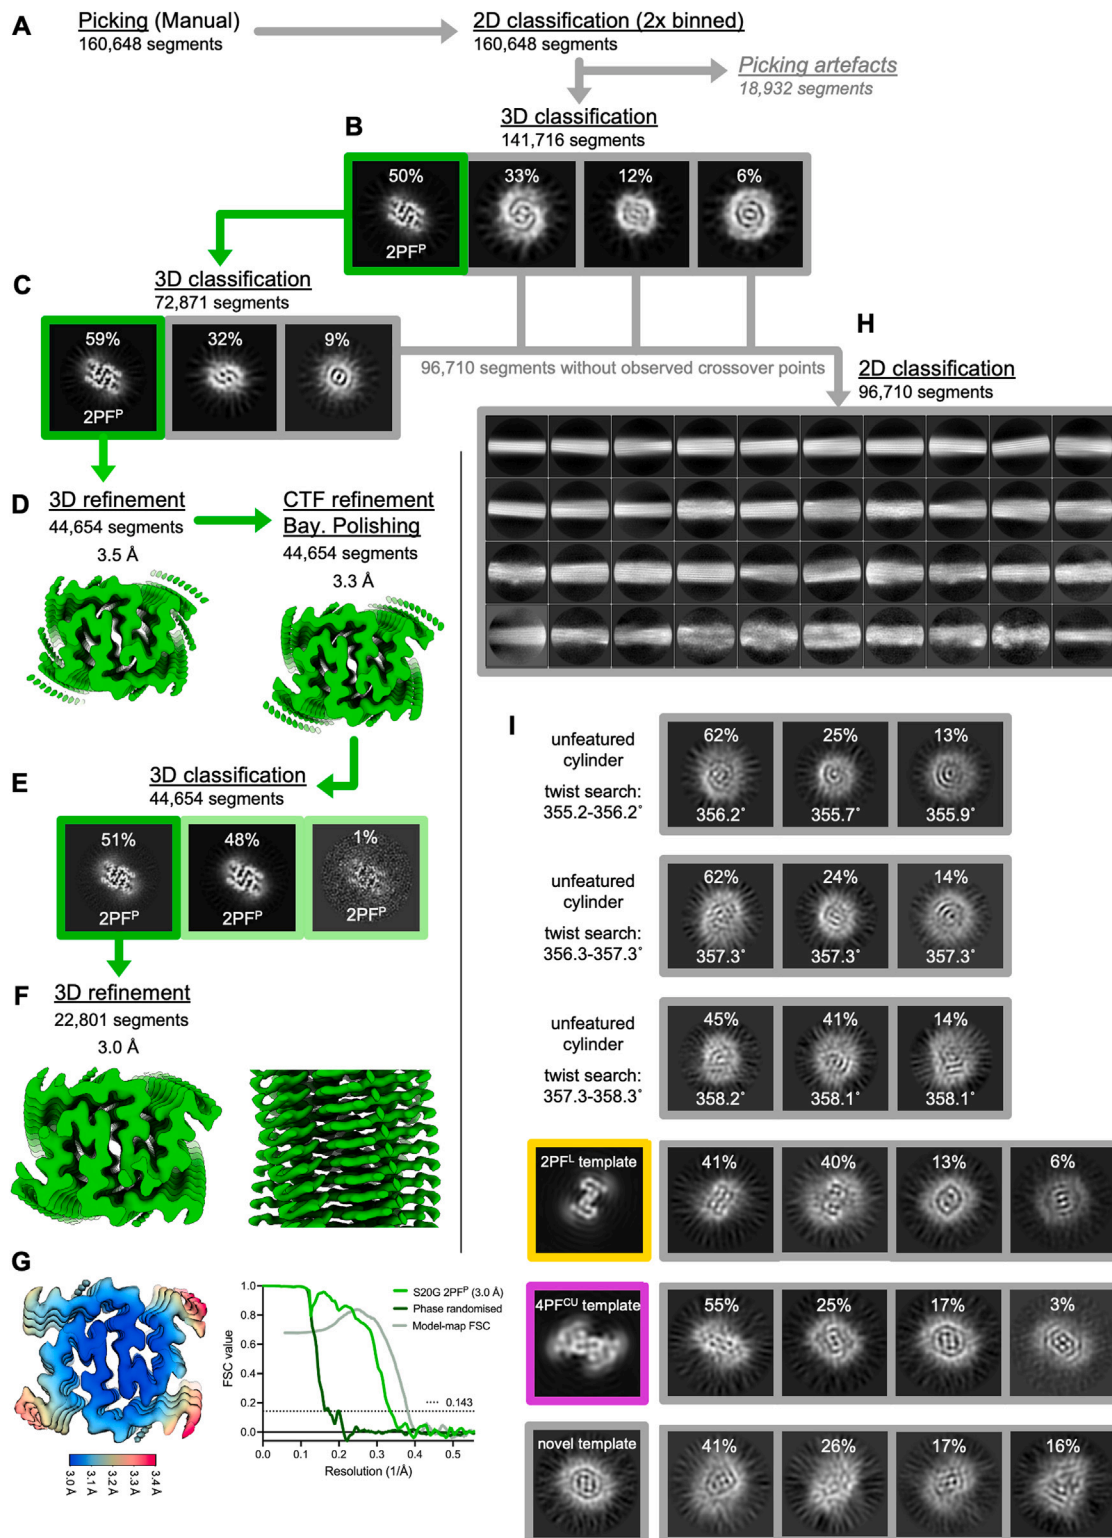 A
Picking (Manual)
160,648 segments
2D classification (2x binned)
160,648 segments
Picking artefacts
18,932 segments
B
3D classification
141,716 segments
50%
33%
12%
6%
2PFᴾ
C
3D classification
72,871 segments
59%
32%
9%
2PFᴾ
96,710 segments without observed crossover points
H
2D classification
96,710 segments
D
3D refinement
44,654 segments
3.5 Å
CTF refinement
Bay. Polishing
44,654 segments
3.3 Å
E
3D classification
44,654 segments
51%
48%
1%
2PFᴾ
2PFᴾ
2PFᴾ
F
3D refinement
22,801 segments
3.0 Å
G
3.0 Å
3.1 Å
3.2 Å
3.3 Å
3.4 Å
FSC value
1.0
0.8
0.6
0.4
0.2
0.0
S20G 2PFᴾ (3.0 Å)
Phase randomised
Model-map FSC
0.143
0.0
0.1
0.2
0.3
0.4
0.5
Resolution (1/Å)
I
unfeatured
cylinder
twist search:
355.2-356.2˚
62%
25%
13%
356.2˚
355.7˚
355.9˚
unfeatured
cylinder
twist search:
356.3-357.3˚
62%
24%
14%
357.3˚
357.3˚
357.3˚
unfeatured
cylinder
twist search:
357.3-358.3˚
45%
41%
14%
358.2˚
358.1˚
358.1˚
2PFᴸ template
41%
40%
13%
6%
4PFᶜᵁ template
55%
25%
17%
3%
novel template
41%
26%
17%
16%